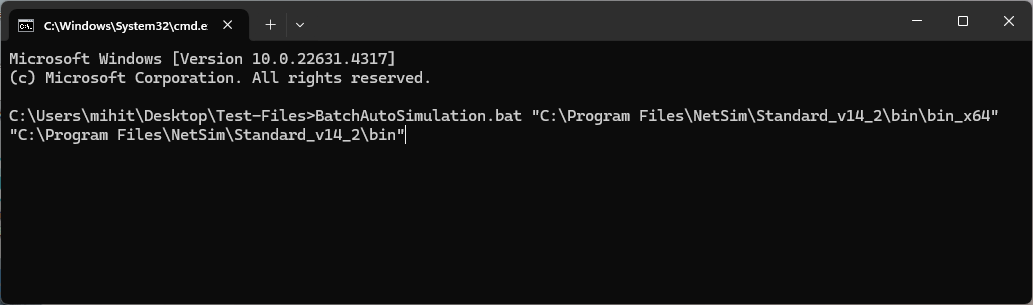 C:\Windows\System32\cmd.e
Microsoft Windows [Version 10.0.22631.4317]
(c) Microsoft Corporation. All rights reserved.
C:\Users\mihit\Desktop\Test-Files>BatchAutoSimulation.bat "C:\Program Files\NetSim\Standard_v14_2\bin\bin_x64"
"C:\Program Files\NetSim\Standard_v14_2\bin"